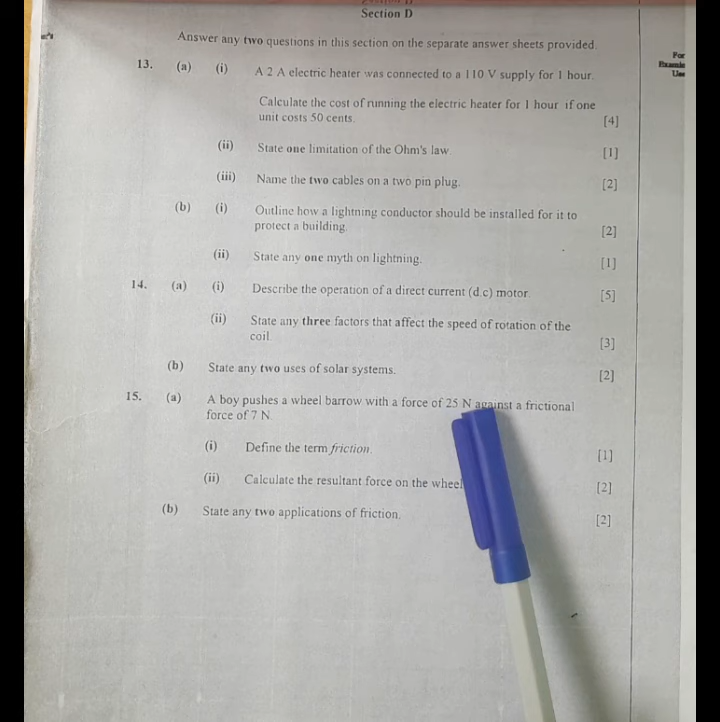 Section D
Answer any two questions in this section on the separate answer sheets provided.
For
Use
13. (a) (i) A 2 A electric heater was connected to a 110 V supply for 1 hour.
Calculate the cost of running the electric heater for 1 hour if one
unit costs 50 cents. [4]
(ii) State one limitation of the Ohm's law. [1]
(iii) Name the two cables on a two pin plug. [2]
(b) (i) Outline how a lightning conductor should be installed for it to
protect a building. [2]
(ii) State any one myth on lightning. [1]
14. (a) (i) Describe the operation of a direct current (d.c) motor. [5]
(ii) State any three factors that affect the speed of rotation of the
coil. [3]
(b) State any two uses of solar systems. [2]
15. (a) A boy pushes a wheel barrow with a force of 25 N against a frictional
force of 7 N.
(i) Define the term friction. [1]
(ii) Calculate the resultant force on the wheel [2]
(b) State any two applications of friction. [2]